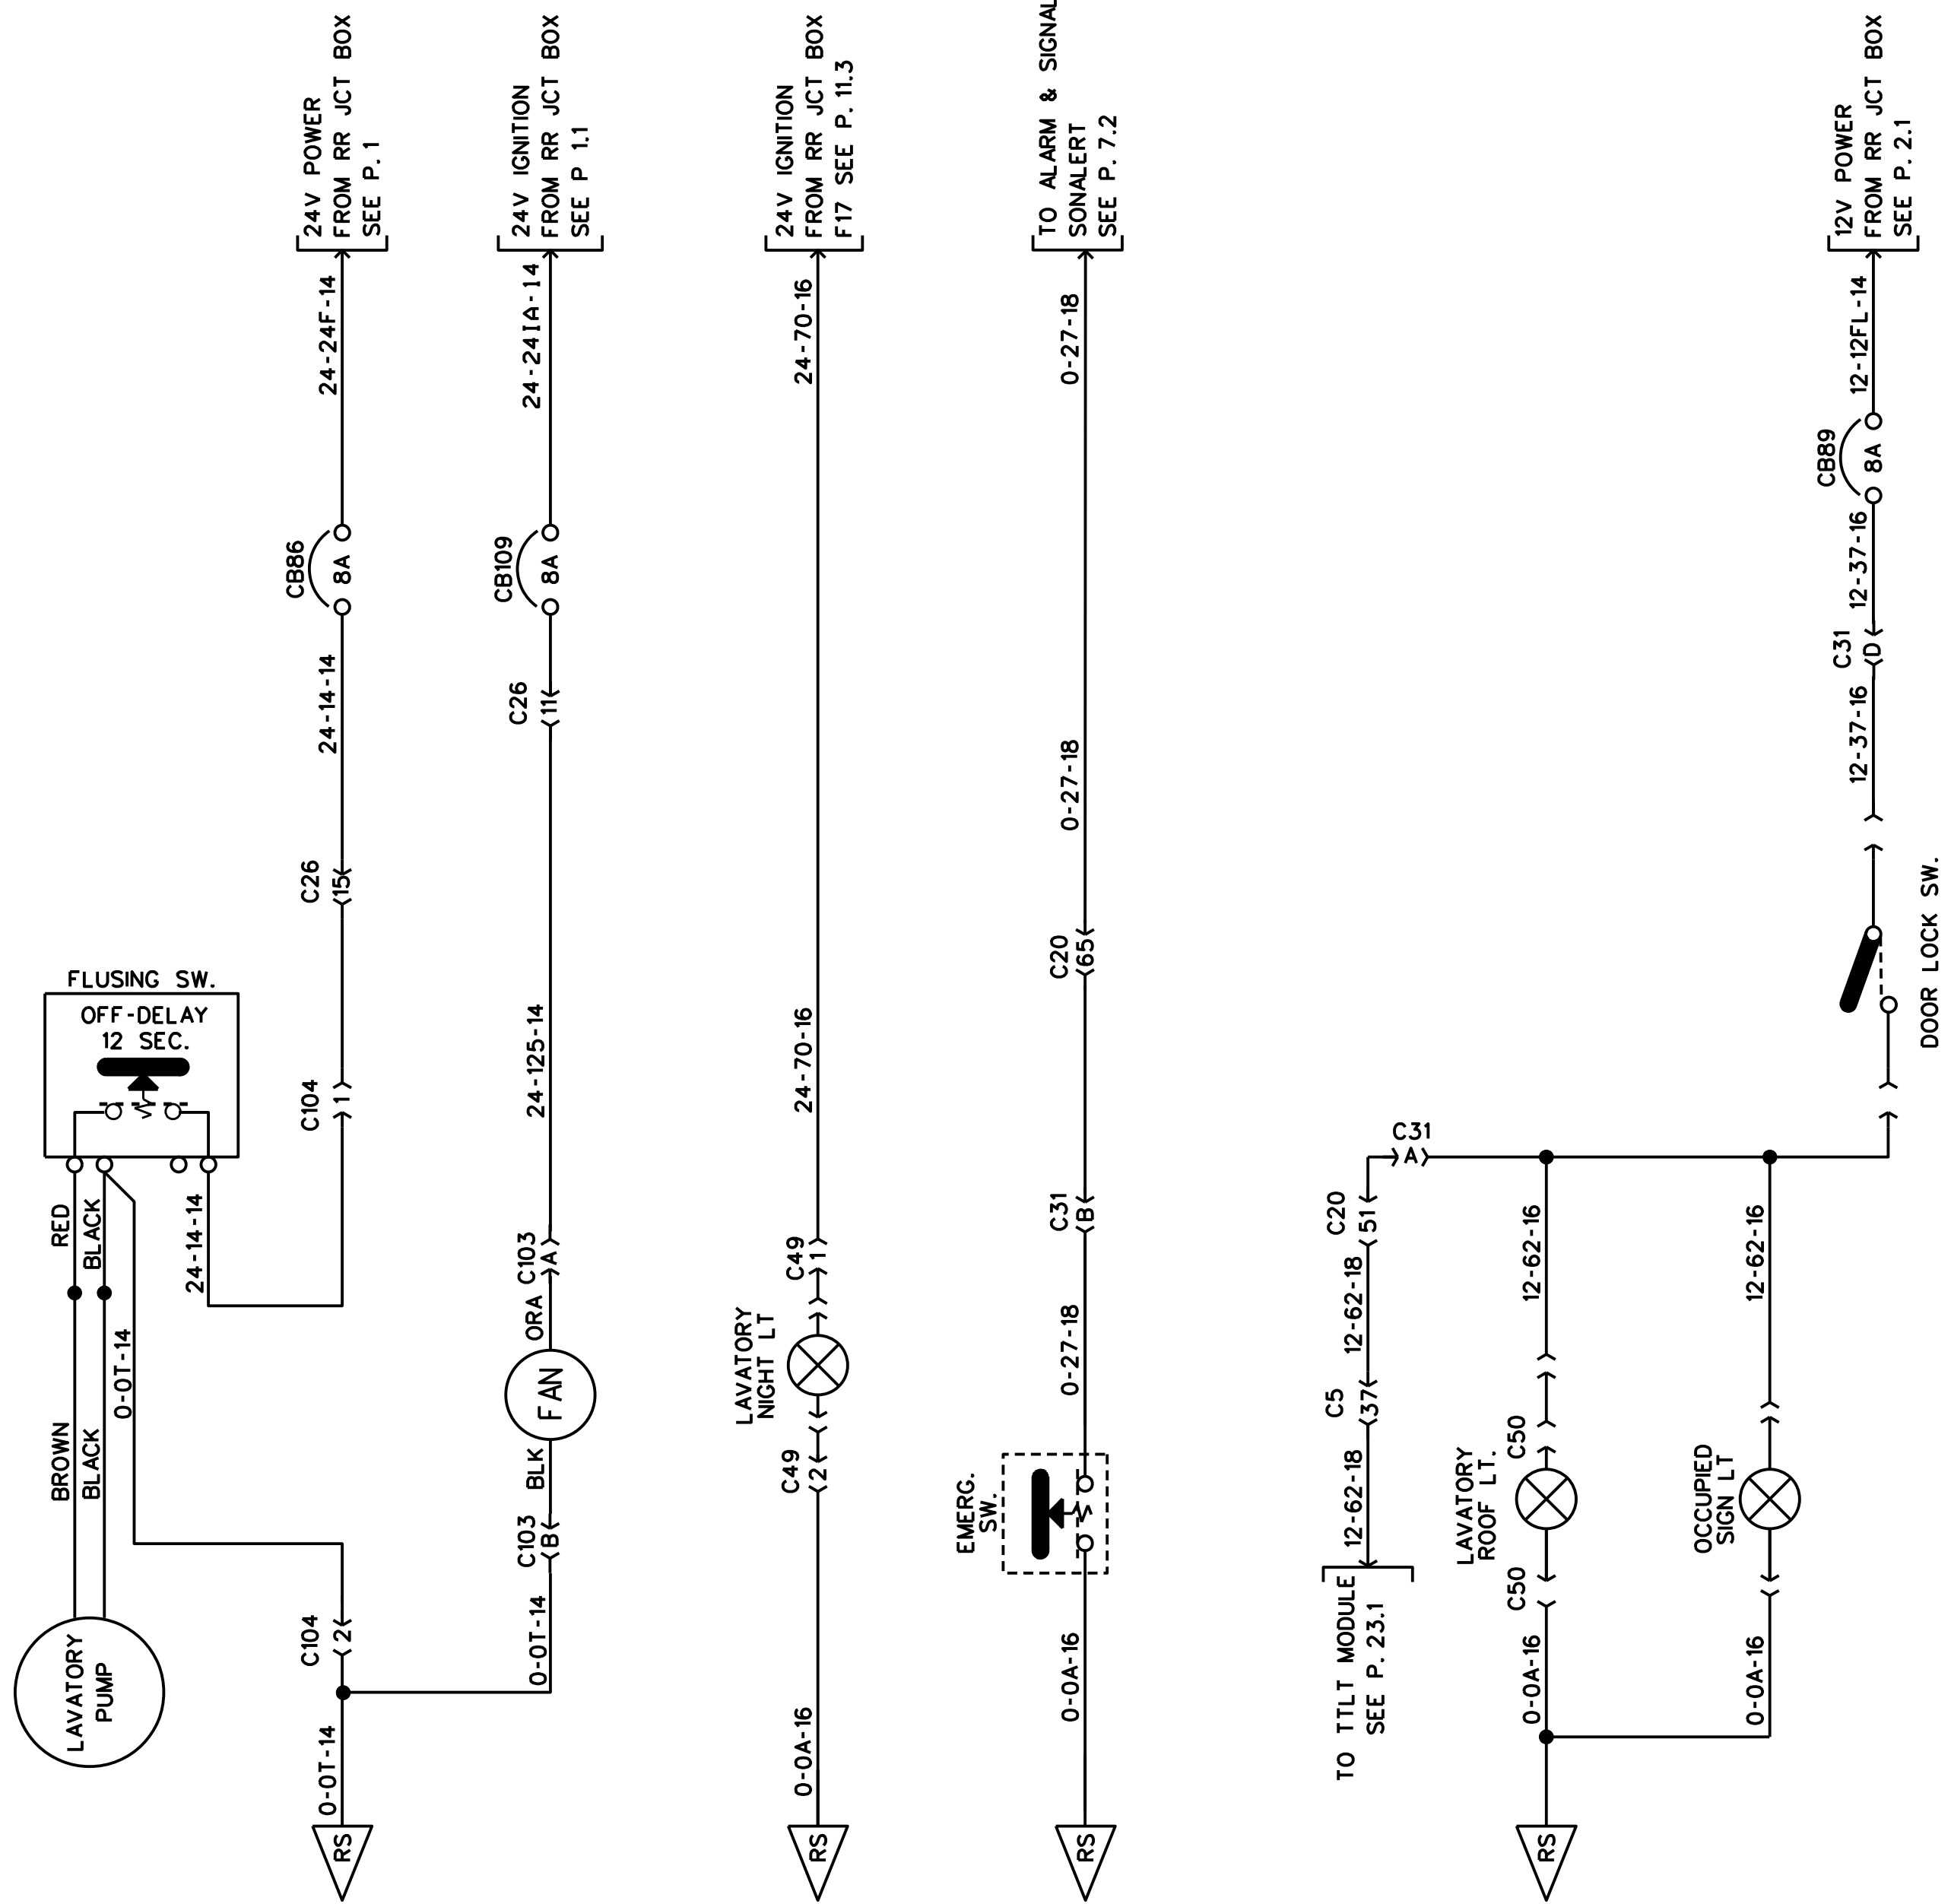 24V POWER
FROM RR JCT BOX
SEE P. 1
24-24F-14
CB86
8A
24-14-14
C26
15
C104
1
FLUSING SW.
OFF-DELAY
12 SEC.
RED
BLACK
24-14-14
0-0T-14
BROWN
BLACK
LAVATORY
PUMP
C104
2
0-0T-14
RS
24V IGNITION
FROM RR JCT BOX
SEE P 1.1
24-24IA-14
CB109
8A
C26
11
24-125-14
C103
A
ORA
FAN
BLK
C103
B
0-0T-14
24V IGNITION
FROM RR JCT BOX
F17 SEE P. 11.3
24-70-16
24-70-16
C49
1
LAVATORY
NIGHT LT
C49
2
0-0A-16
RS
TO ALARM & SIGNAL
SONALERT
SEE P. 7.2
0-27-18
0-27-18
C20
65
C31
B
0-27-18
EMERG.
SW.
0-0A-16
RS
12V POWER
FROM RR JCT BOX
SEE P. 2.1
12-12FL-14
CB89
8A
12-37-16
C31
D
12-37-16
DOOR LOCK SW.
C31
A
C20
51
12-62-18
C5
37
12-62-18
TO TTLT MODULE
SEE P. 23.1
12-62-16
C50
LAVATORY
ROOF LT.
C50
0-0A-16
RS
12-62-16
OCCUPIED
SIGN LT
0-0A-16